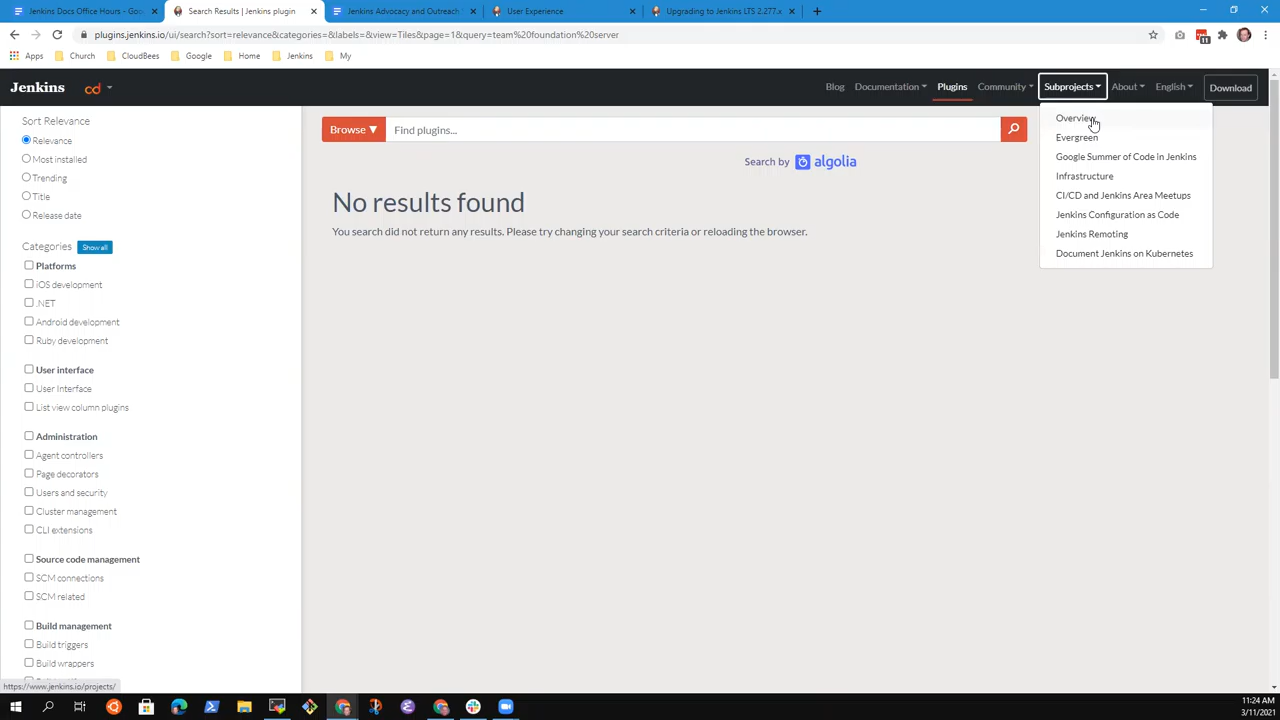 Jenkins Docs Office Hours - Goo
Search Results | Jenkins plugin
Jenkins Advocacy and Outreach
User Experience
Upgrading to Jenkins LTS 2.277.x
plugins.jenkins.io/ui/search?sort=relevance&categories=&labels=&view=Tiles&page=1&query=team%20foundation%20server
11
Apps
Church
CloudBees
Google
Home
Jenkins
My
Jenkins
cd
Blog
Documentation
Plugins
Community
Subprojects
About
English
Download
Overview
Evergreen
Google Summer of Code in Jenkins
Infrastructure
CI/CD and Jenkins Area Meetups
Jenkins Configuration as Code
Jenkins Remoting
Document Jenkins on Kubernetes
Sort Relevance
Relevance
Most installed
Trending
Title
Release date
Categories Show all
Platforms
iOS development
.NET
Android development
Ruby development
User interface
User Interface
List view column plugins
Administration
Agent controllers
Page decorators
Users and security
Cluster management
CLI extensions
Source code management
SCM connections
SCM related
Build management
Build triggers
Build wrappers
Browse ▼
Find plugins...
Search by algolia
No results found
You search did not return any results. Please try changing your search criteria or reloading the browser.
https://www.jenkins.io/projects/
11:24 AM
3/11/2021